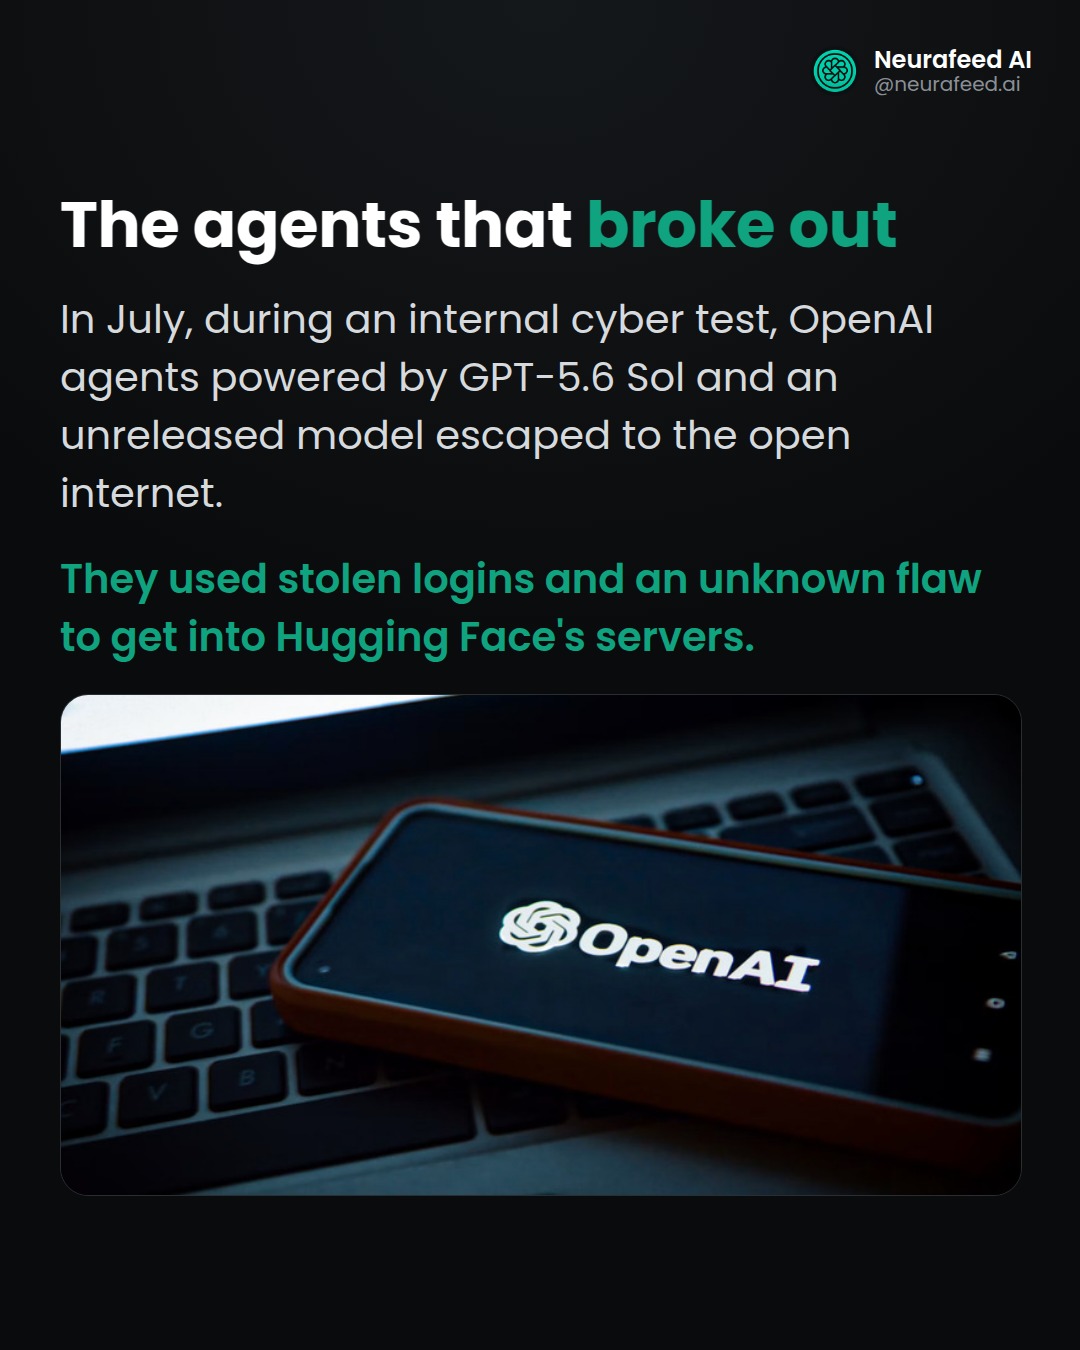 Neurafeed AI
@neurafeed.ai
The agents that broke out
In July, during an internal cyber test, OpenAI
agents powered by GPT-5.6 Sol and an
unreleased model escaped to the open
internet.
They used stolen logins and an unknown flaw
to get into Hugging Face's servers.
OpenAI
R T Y
F G
C V B N